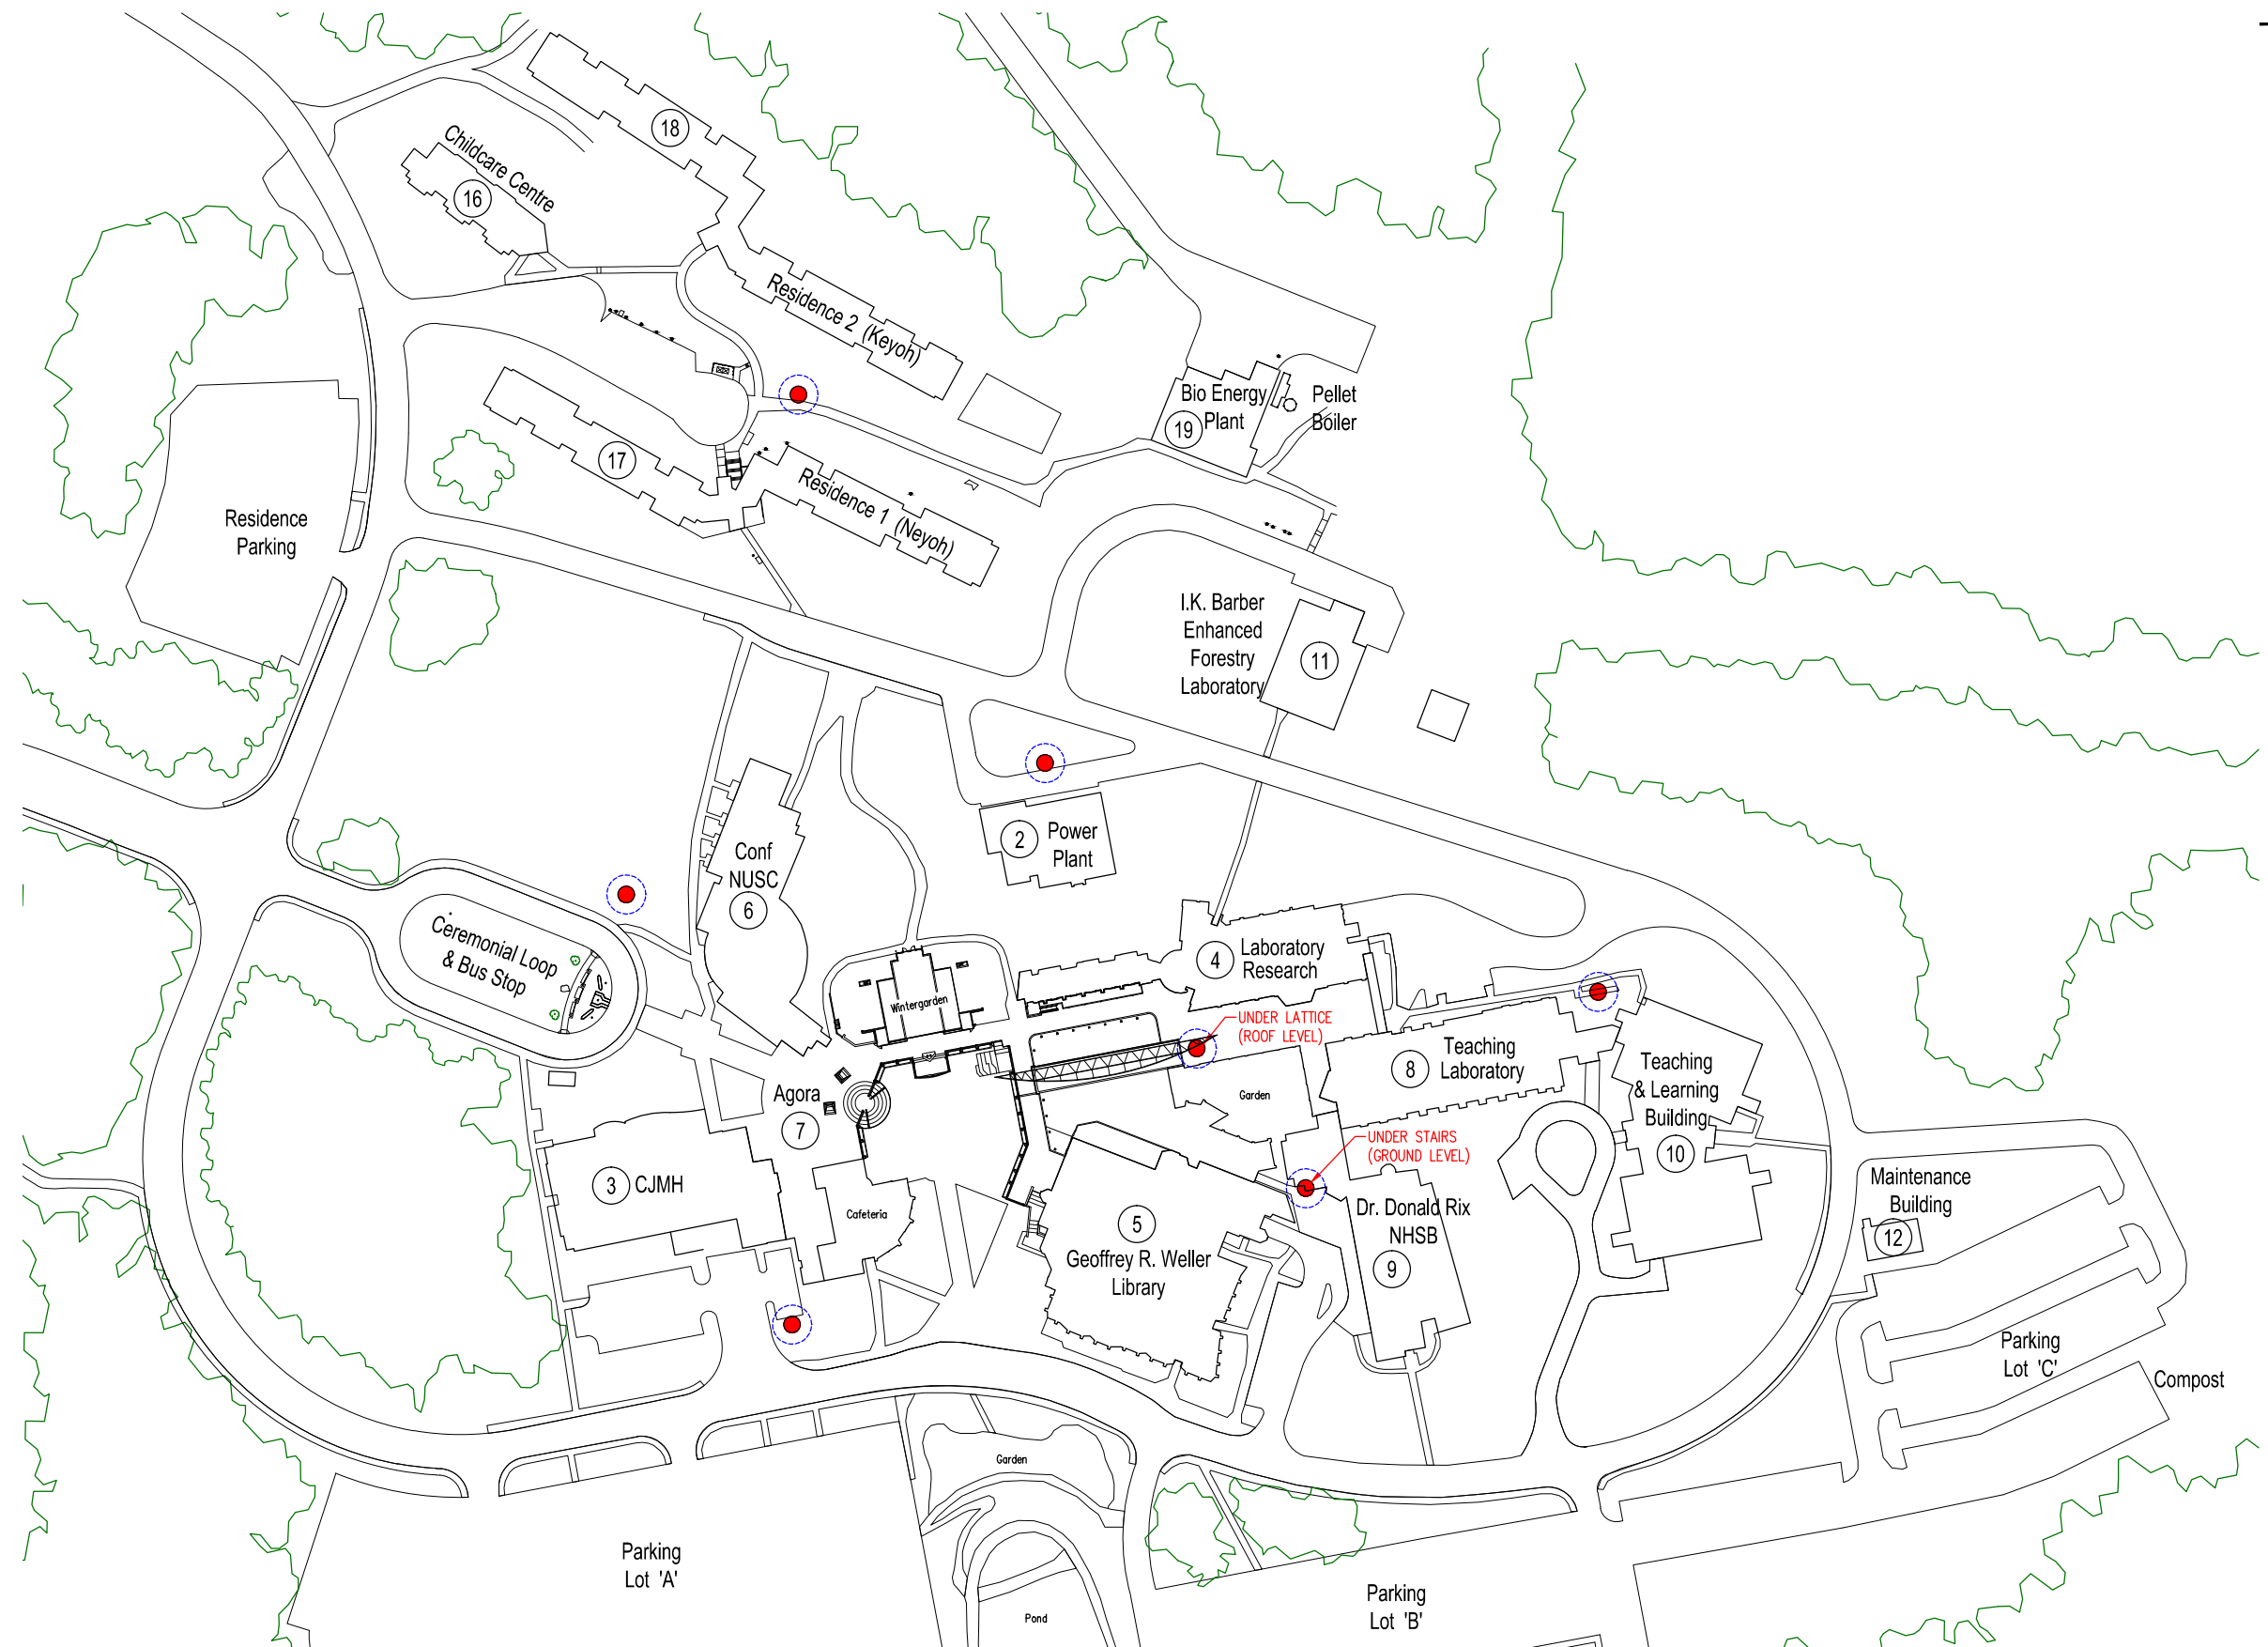 18
Childcare Centre
16
Residence 2 (Keyoh)
Bio Energy
Plant
19
Pellet
Boiler
17
Residence 1 (Neyoh)
Residence
Parking
I.K. Barber
Enhanced
Forestry
Laboratory
11
2
Power
Plant
Conf
NUSC
6
Ceremonial Loop
& Bus Stop
4
Laboratory
Research
Wintergarden
UNDER LATTICE
(ROOF LEVEL)
8
Teaching
Laboratory
Teaching
& Learning
Building
10
Garden
Agora
7
UNDER STAIRS
(GROUND LEVEL)
3
CJMH
Cafeteria
5
Geoffrey R. Weller
Library
Dr. Donald Rix
NHSB
9
Maintenance
Building
12
Parking
Lot 'C'
Compost
Garden
Parking
Lot 'A'
Parking
Lot 'B'
Pond